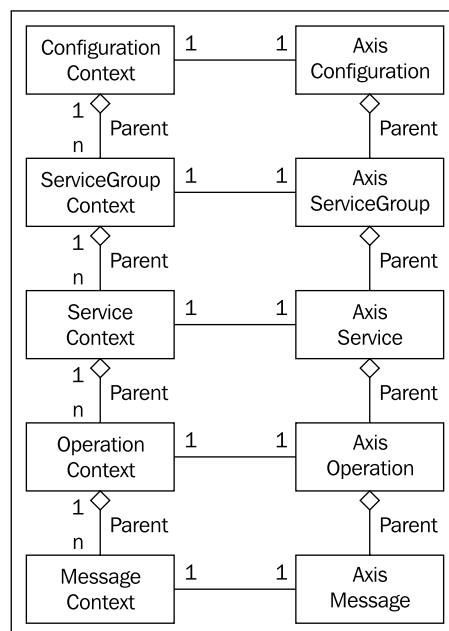 Configuration 1 1 Axis
Context Configuration
1 Parent Parent
n
ServiceGroup 1 1 Axis
Context ServiceGroup
1 Parent Parent
n
Service 1 1 Axis
Context Service
1 Parent Parent
n
Operation 1 1 Axis
Context Operation
1 Parent Parent
n
Message 1 1 Axis
Context Message